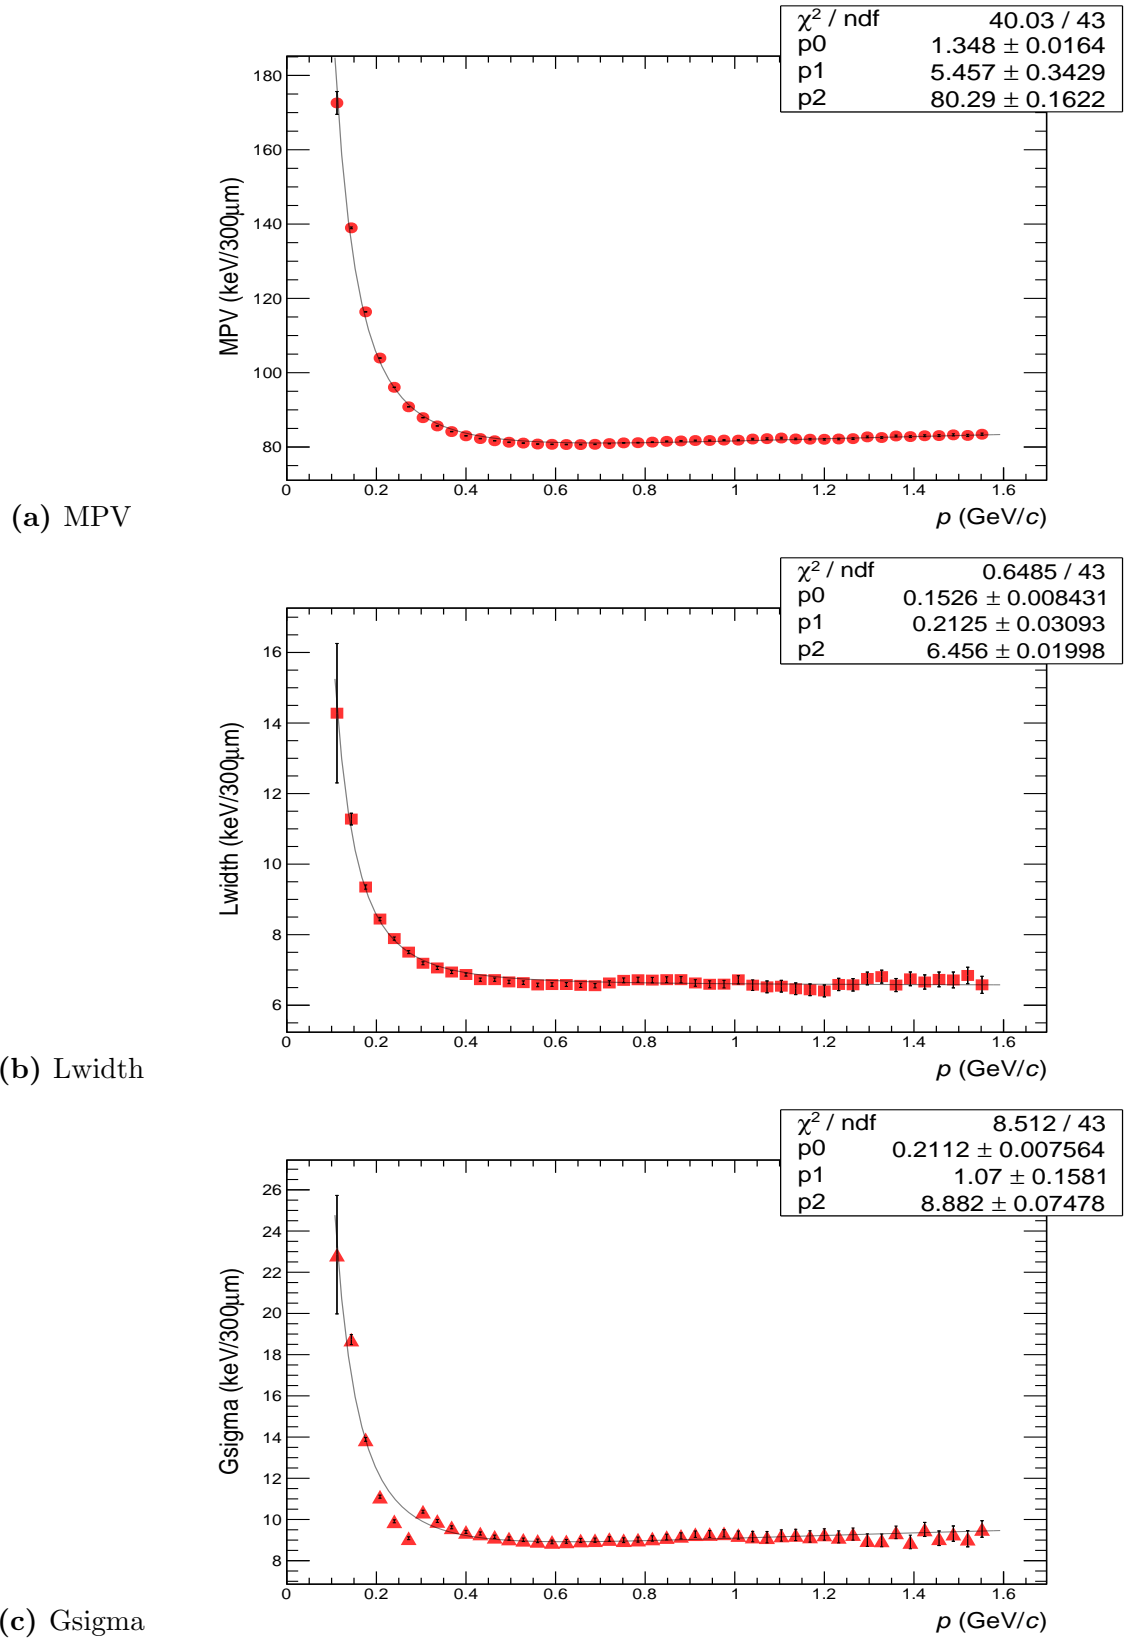 χ² / ndf 40.03 / 43
p0 1.348 ± 0.0164
p1 5.457 ± 0.3429
p2 80.29 ± 0.1622
MPV (keV/300μm)
180
160
140
120
100
80
0 0.2 0.4 0.6 0.8 1 1.2 1.4 1.6
p (GeV/c)
(a) MPV
χ² / ndf 0.6485 / 43
p0 0.1526 ± 0.008431
p1 0.2125 ± 0.03093
p2 6.456 ± 0.01998
Lwidth (keV/300μm)
16
14
12
10
8
6
0 0.2 0.4 0.6 0.8 1 1.2 1.4 1.6
p (GeV/c)
(b) Lwidth
χ² / ndf 8.512 / 43
p0 0.2112 ± 0.007564
p1 1.07 ± 0.1581
p2 8.882 ± 0.07478
Gsigma (keV/300μm)
26
24
22
20
18
16
14
12
10
8
0 0.2 0.4 0.6 0.8 1 1.2 1.4 1.6
p (GeV/c)
(c) Gsigma